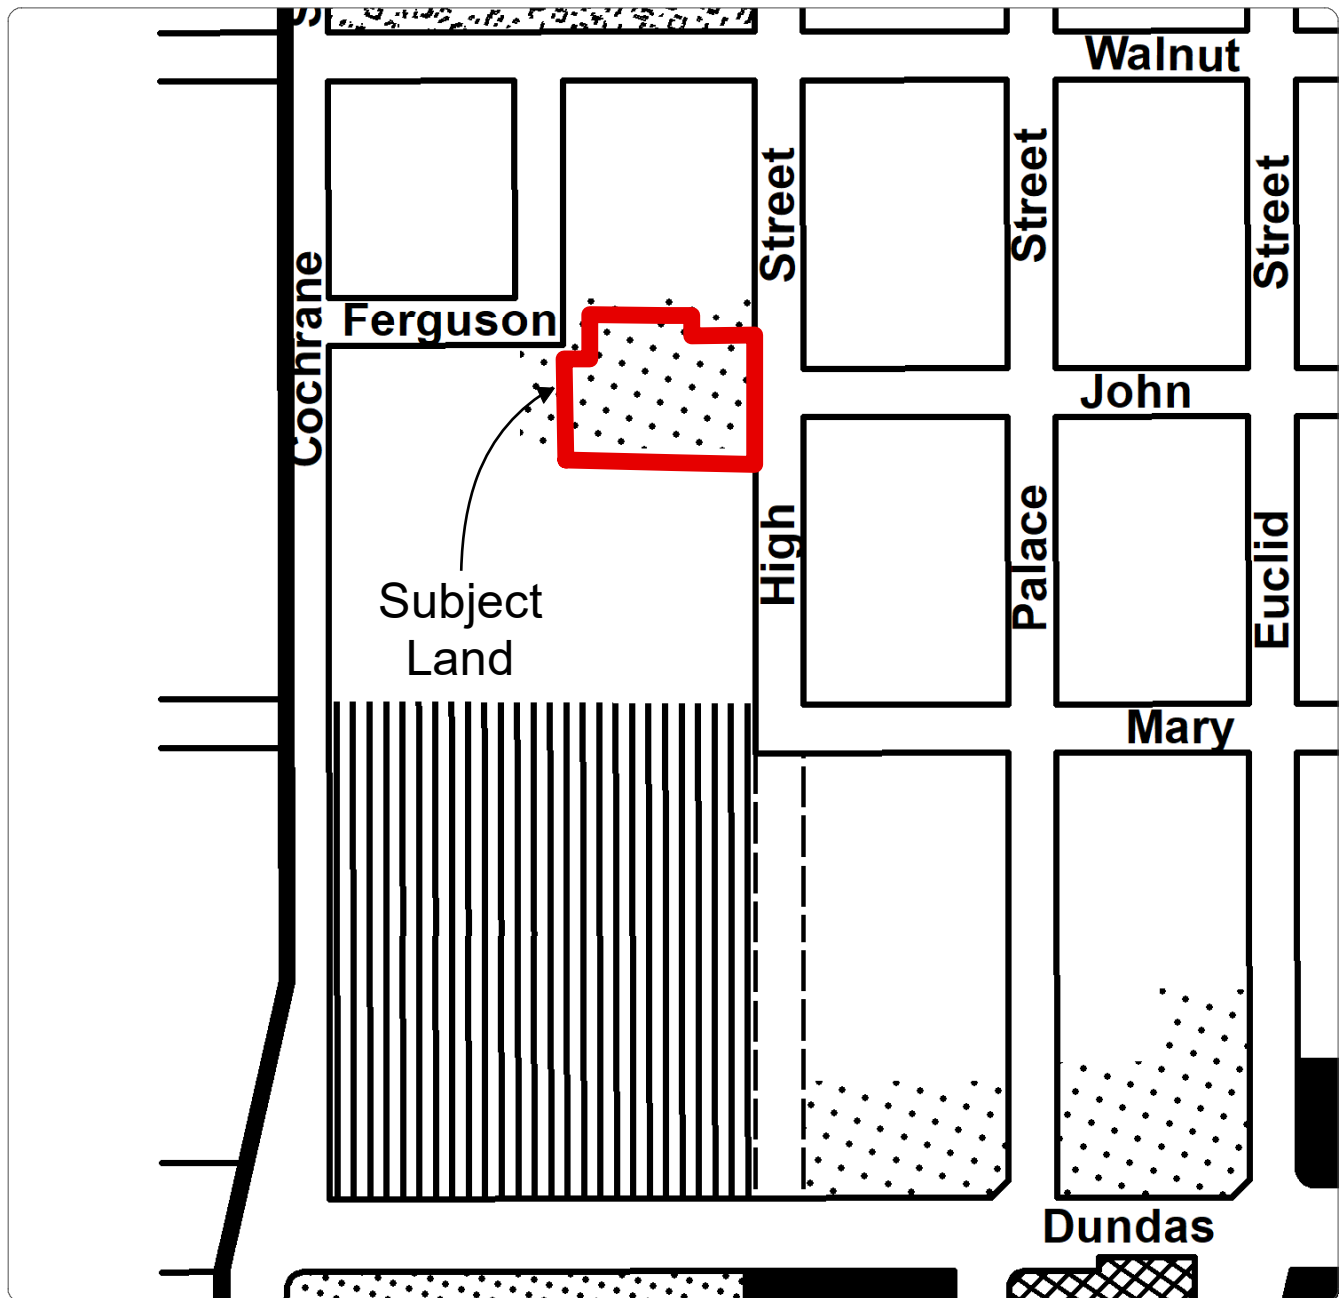 Walnut
Street
Street
Street
Cochrane
Ferguson
John
High
Palace
Euclid
Subject
Land
Mary
Dundas